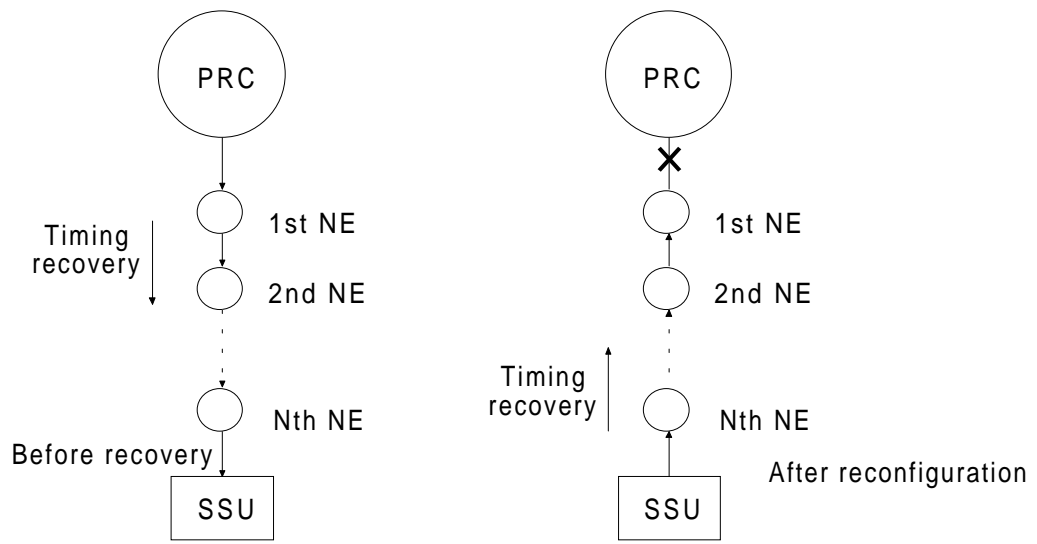 PRC
1st NE
Timing
recovery
2nd NE
Nth NE
Before recovery
SSU
PRC
1st NE
2nd NE
Timing
recovery
Nth NE
After reconfiguration
SSU